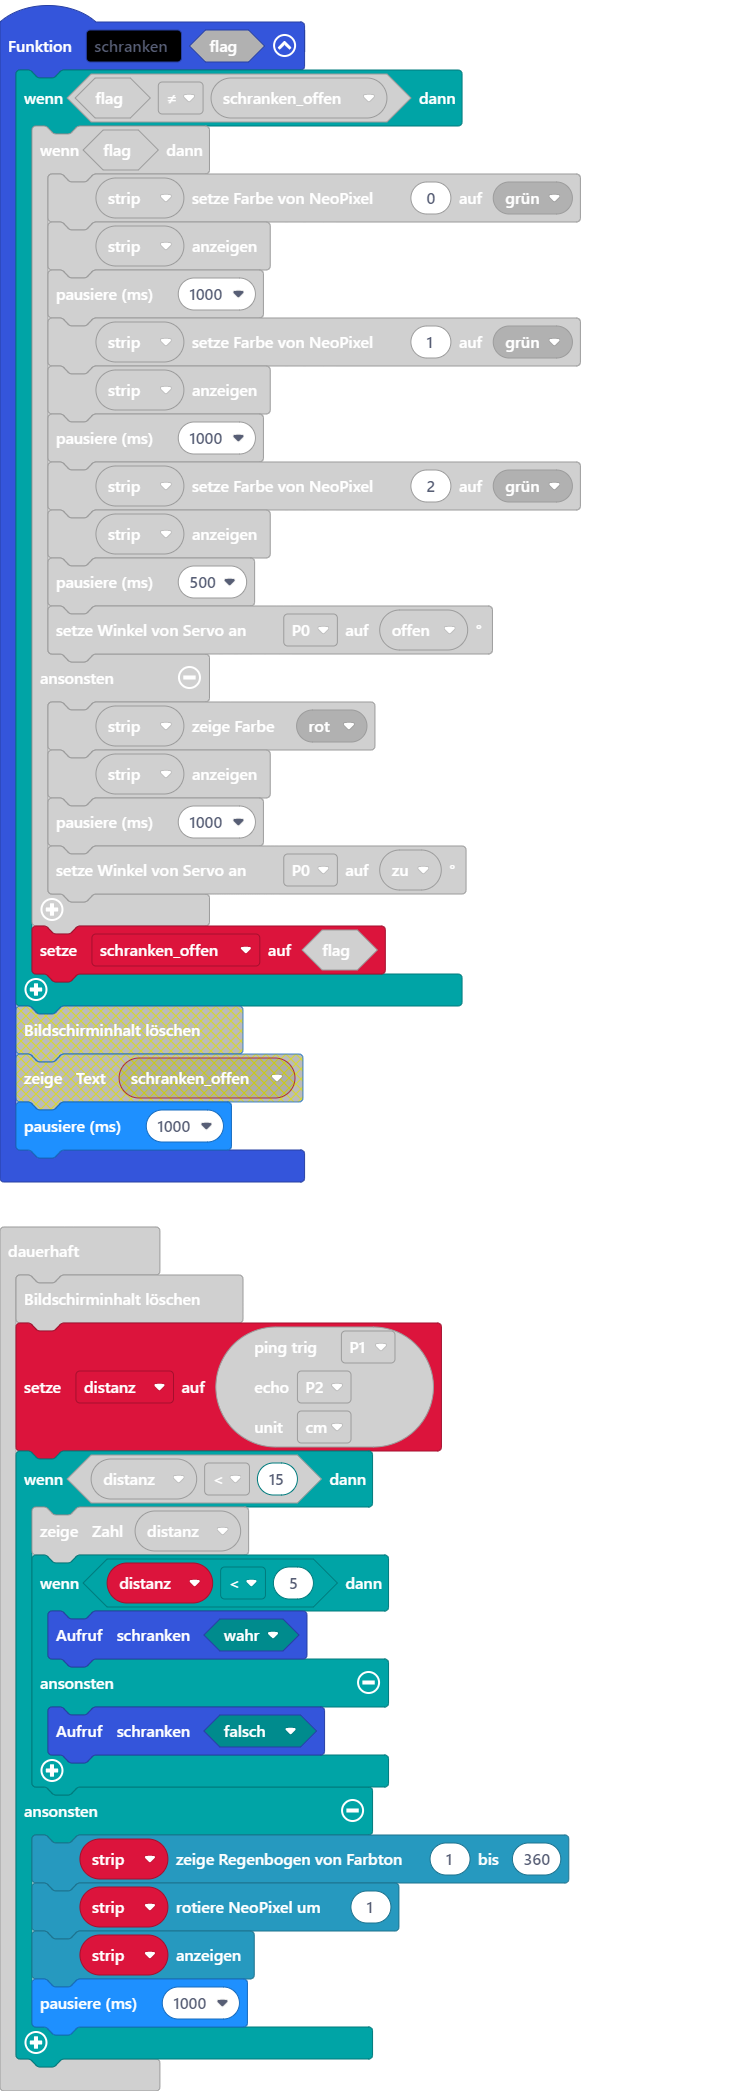 Funktion schranken flag
wenn flag ≠ schranken_offen dann
wenn flag dann
strip setze Farbe von NeoPixel 0 auf grün
strip anzeigen
pausiere (ms) 1000
strip setze Farbe von NeoPixel 1 auf grün
strip anzeigen
pausiere (ms) 1000
strip setze Farbe von NeoPixel 2 auf grün
strip anzeigen
pausiere (ms) 500
setze Winkel von Servo an P0 auf offen °
ansonsten
strip zeige Farbe rot
strip anzeigen
pausiere (ms) 1000
setze Winkel von Servo an P0 auf zu °
setze schranken_offen auf flag
Bildschirminhalt löschen
zeige Text schranken_offen
pausiere (ms) 1000
dauerhaft
Bildschirminhalt löschen
ping trig P1
setze distanz auf echo P2
unit cm
wenn distanz < 15 dann
zeige Zahl distanz
wenn distanz < 5 dann
Aufruf schranken wahr
ansonsten
Aufruf schranken falsch
ansonsten
strip zeige Regenbogen von Farbton 1 bis 360
strip rotiere NeoPixel um 1
strip anzeigen
pausiere (ms) 1000